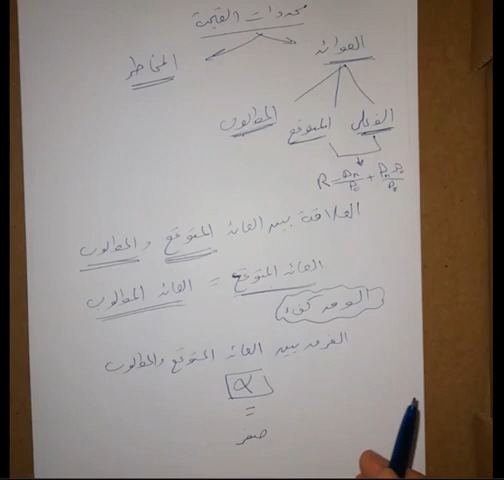 محددات القيمة
العوائد
المخاطر
الفعلي المتوقع المطلوب
R = Dn/P0 + Pn-P0/P0
العلاقة بين العائد المتوقع والمطلوب
العائد المتوقع = العائد المطلوب
السوق كفء
الفرق بين العائد المتوقع والمطلوب
α
=
صفر